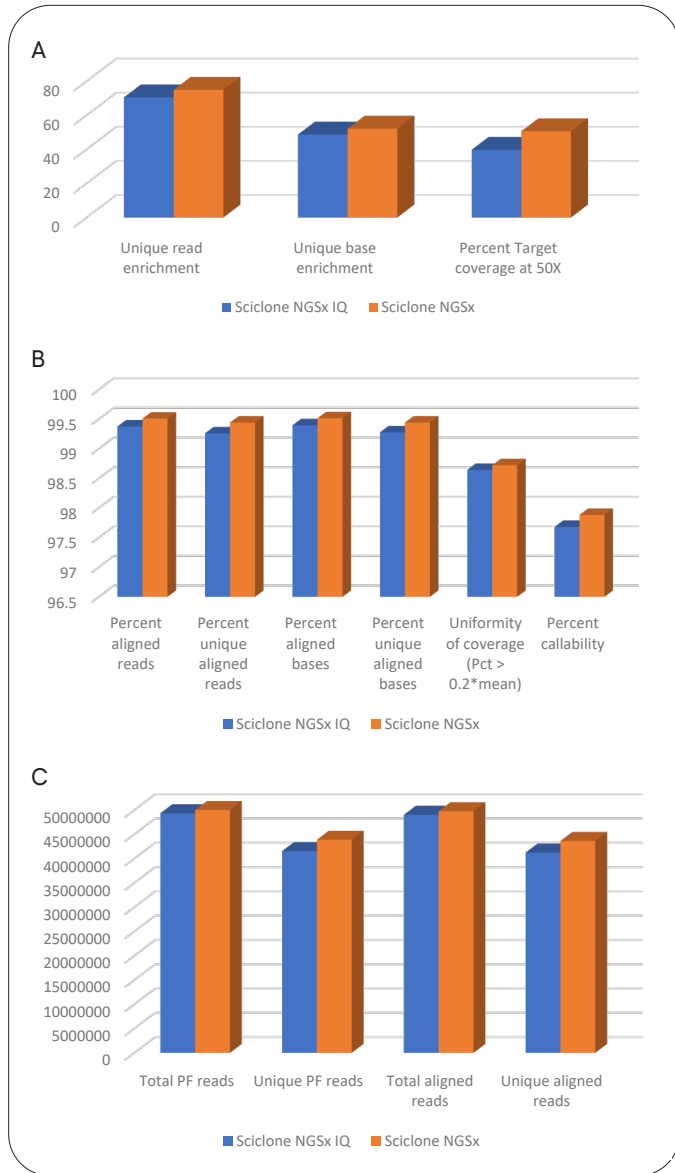 A
80
60
40
20
0
Unique read
enrichment
Unique base
enrichment
Percent Target
coverage at 50X
Sciclone NGSx IQ
Sciclone NGSx
B
100
99.5
99
98.5
98
97.5
97
96.5
Percent
aligned
reads
Percent
unique
aligned
reads
Percent
aligned
bases
Percent
unique
aligned
bases
Uniformity
of coverage
(Pct >
0.2*mean)
Percent
callability
Sciclone NGSx IQ
Sciclone NGSx
C
50000000
45000000
40000000
35000000
30000000
25000000
20000000
15000000
10000000
5000000
0
Total PF reads
Unique PF reads
Total aligned
reads
Unique aligned
reads
Sciclone NGSx IQ
Sciclone NGSx